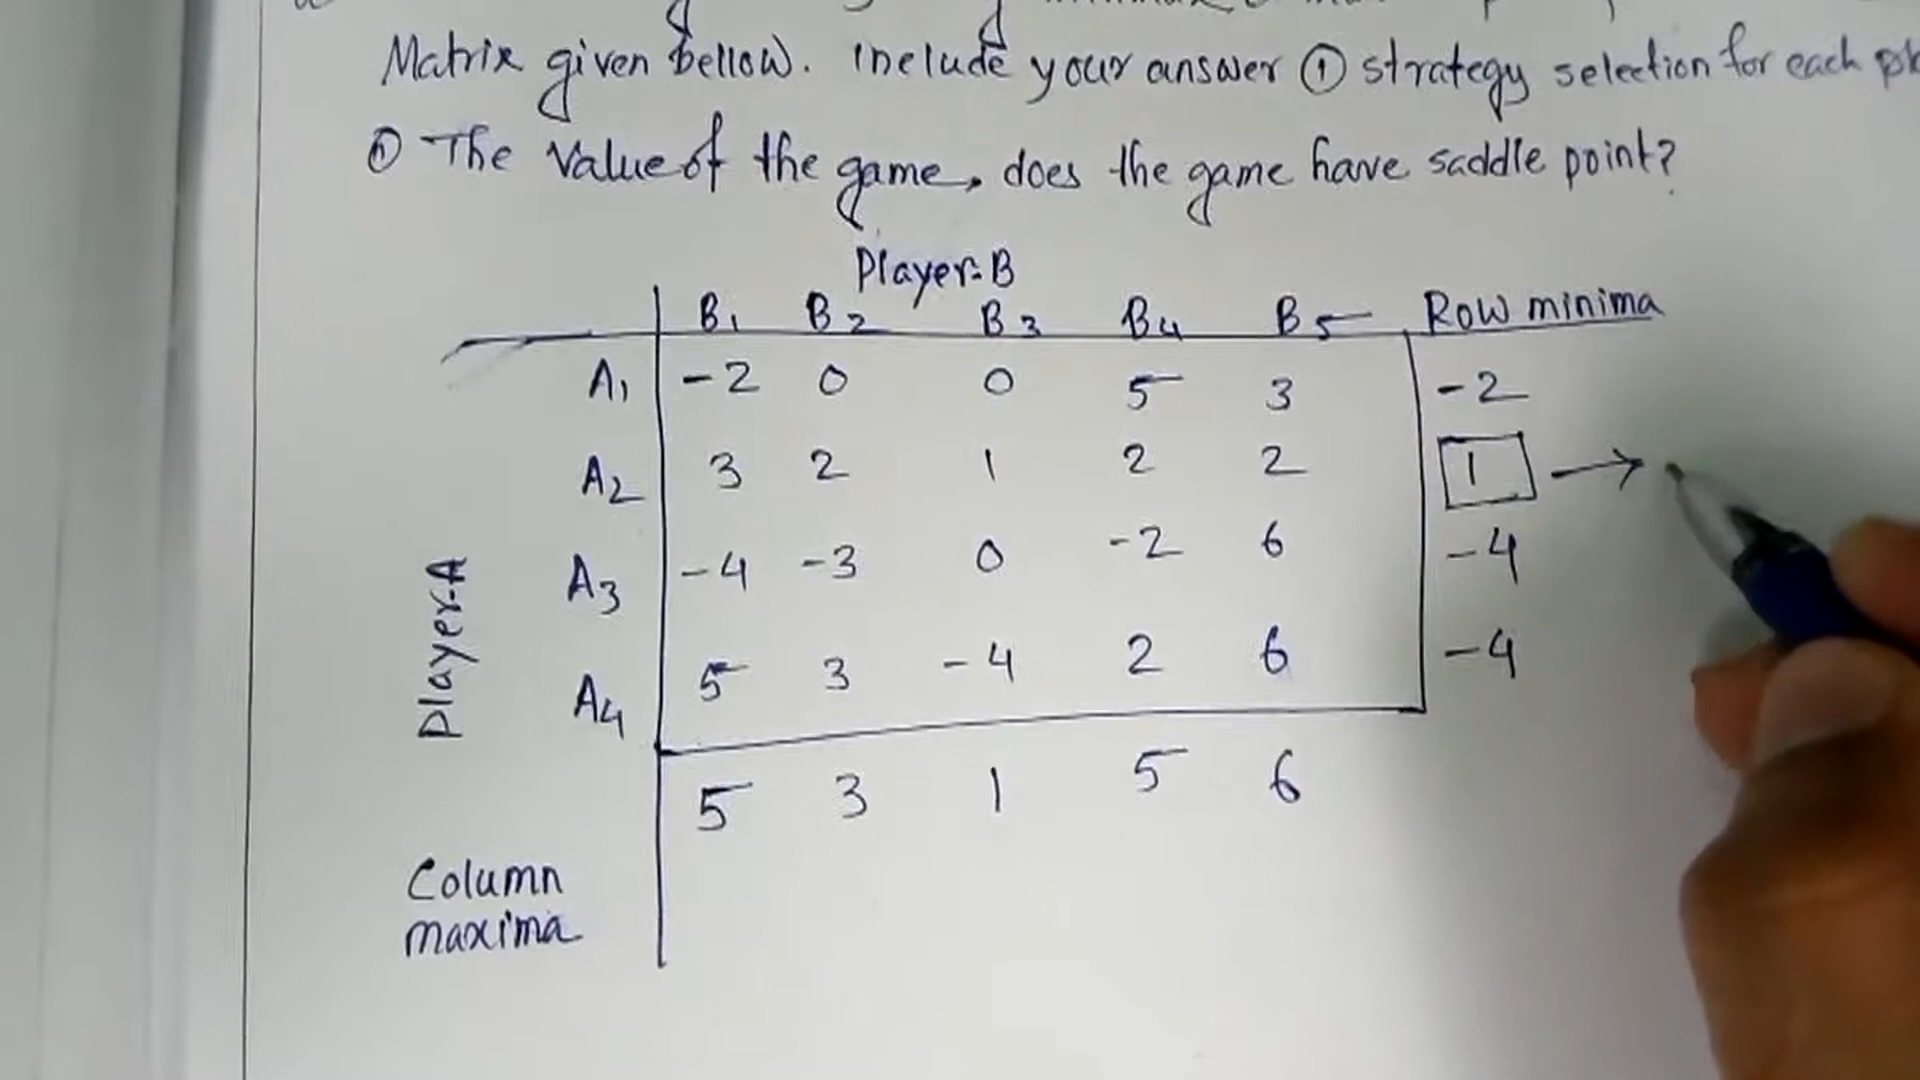 Matrix given bellow. Include your answer ① strategy selection for each
② The Value of the game, does the game have saddle point?
Player-B
B1 B2 B3 B4 B5 Row minima
A1 -2 0 0 5 3 -2
A2 3 2 1 2 2 1 →
Player-A
A3 -4 -3 0 -2 6 -4
A4 5 3 -4 2 6 -4
5 3 1 5 6
Column
maxima